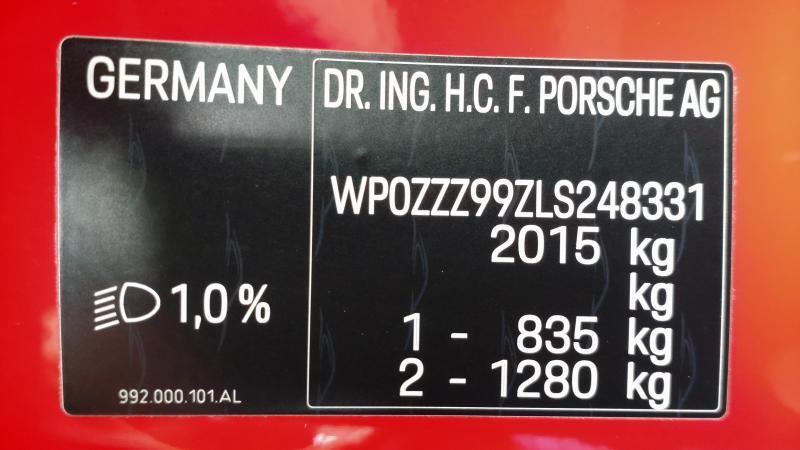 GERMANY
DR. ING. H.C. F. PORSCHE AG
WP0ZZZ99ZLS248331
2015 kg
kg
1 - 835 kg
2 - 1280 kg
1,0 %
992.000.101.AL